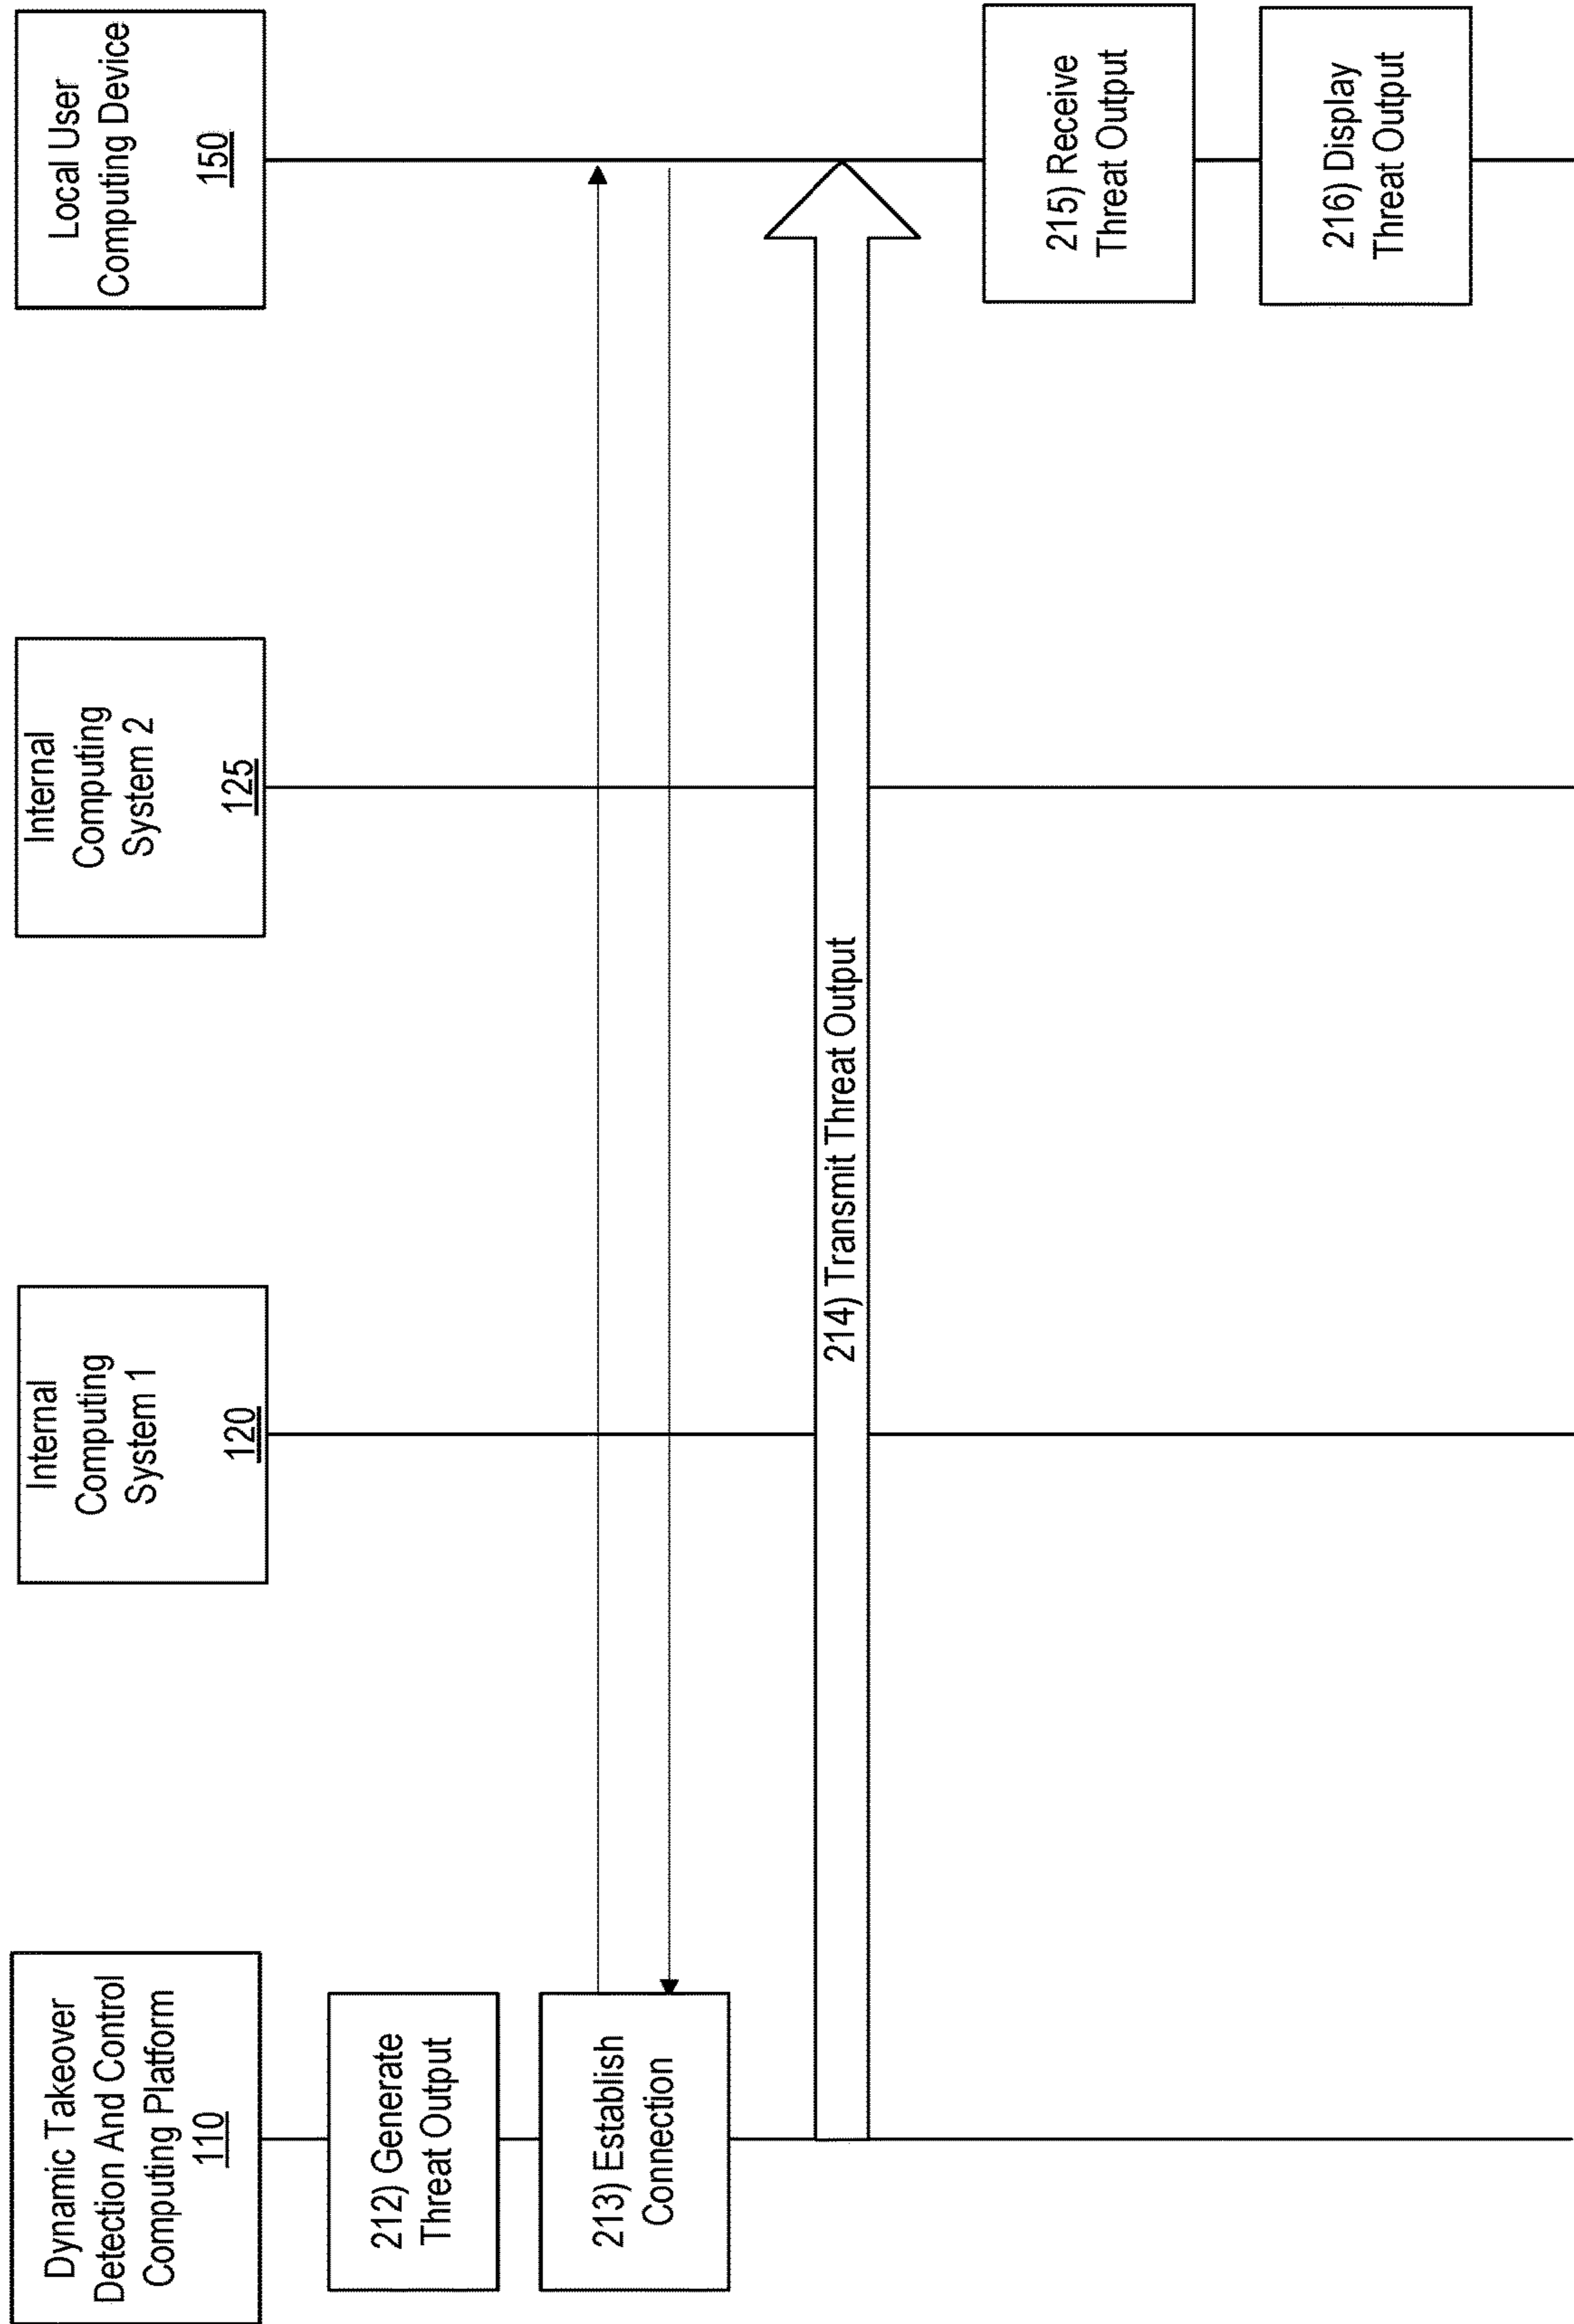 Dynamic Takeover
Detection And Control
Computing Platform
110
Internal
Computing
System 1
120
Internal
Computing
System 2
125
Local User
Computing Device
150
212) Generate
Threat Output
213) Establish
Connection
214) Transmit Threat Output
215) Receive
Threat Output
216) Display
Threat Output